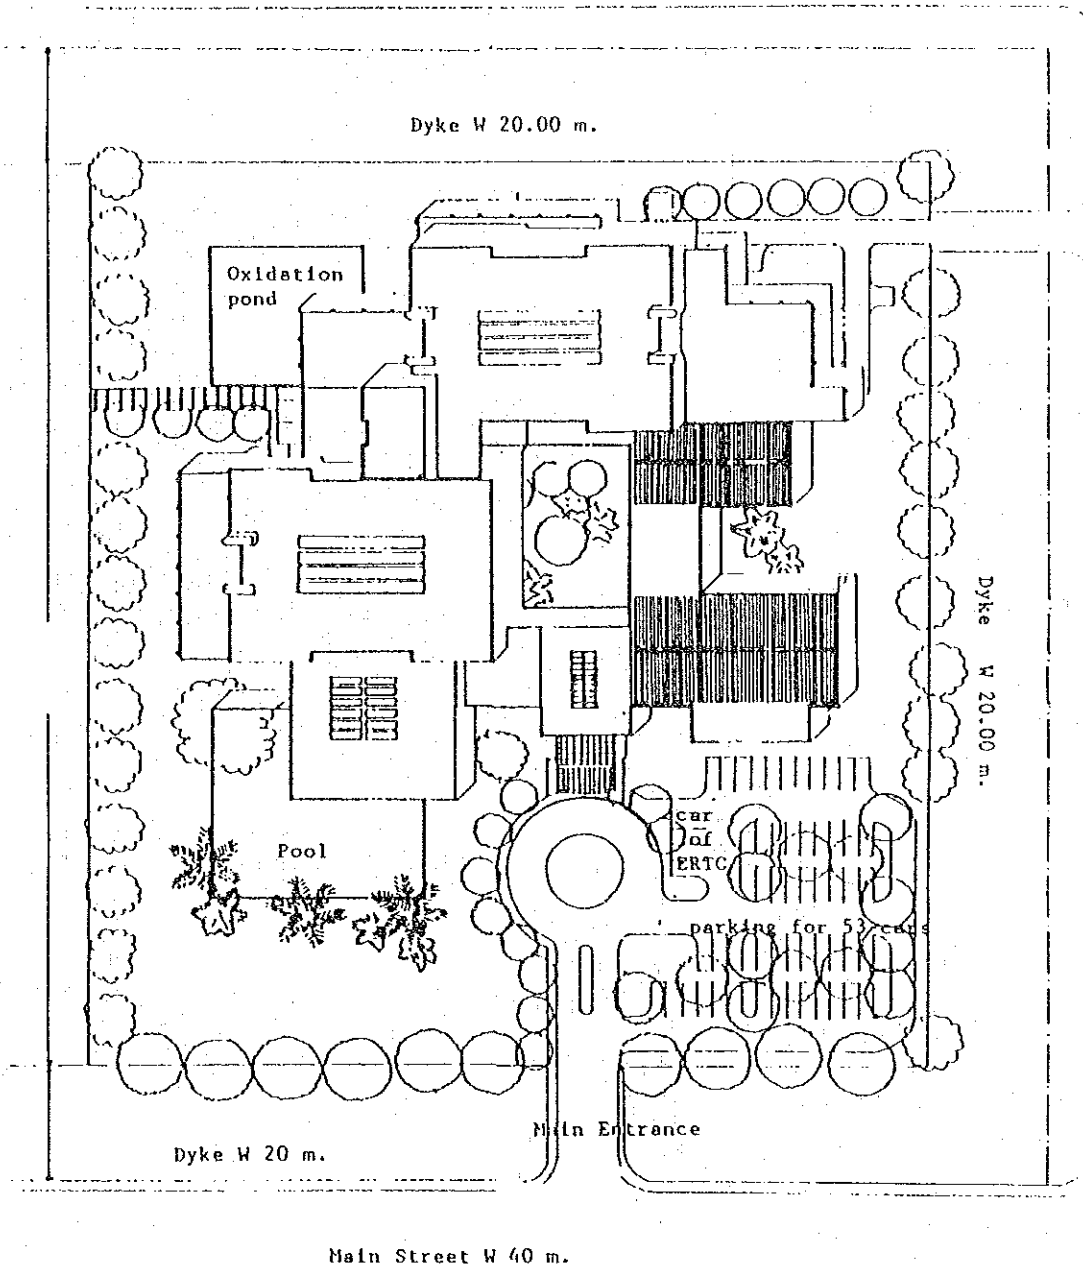 Dyke W 20.00 m.
Oxidation
pond
Dyke W 20.00 m.
car
of
ERTC
Pool
parking for 53 cars
Main Entrance
Dyke W 20 m.
Main Street W 40 m.